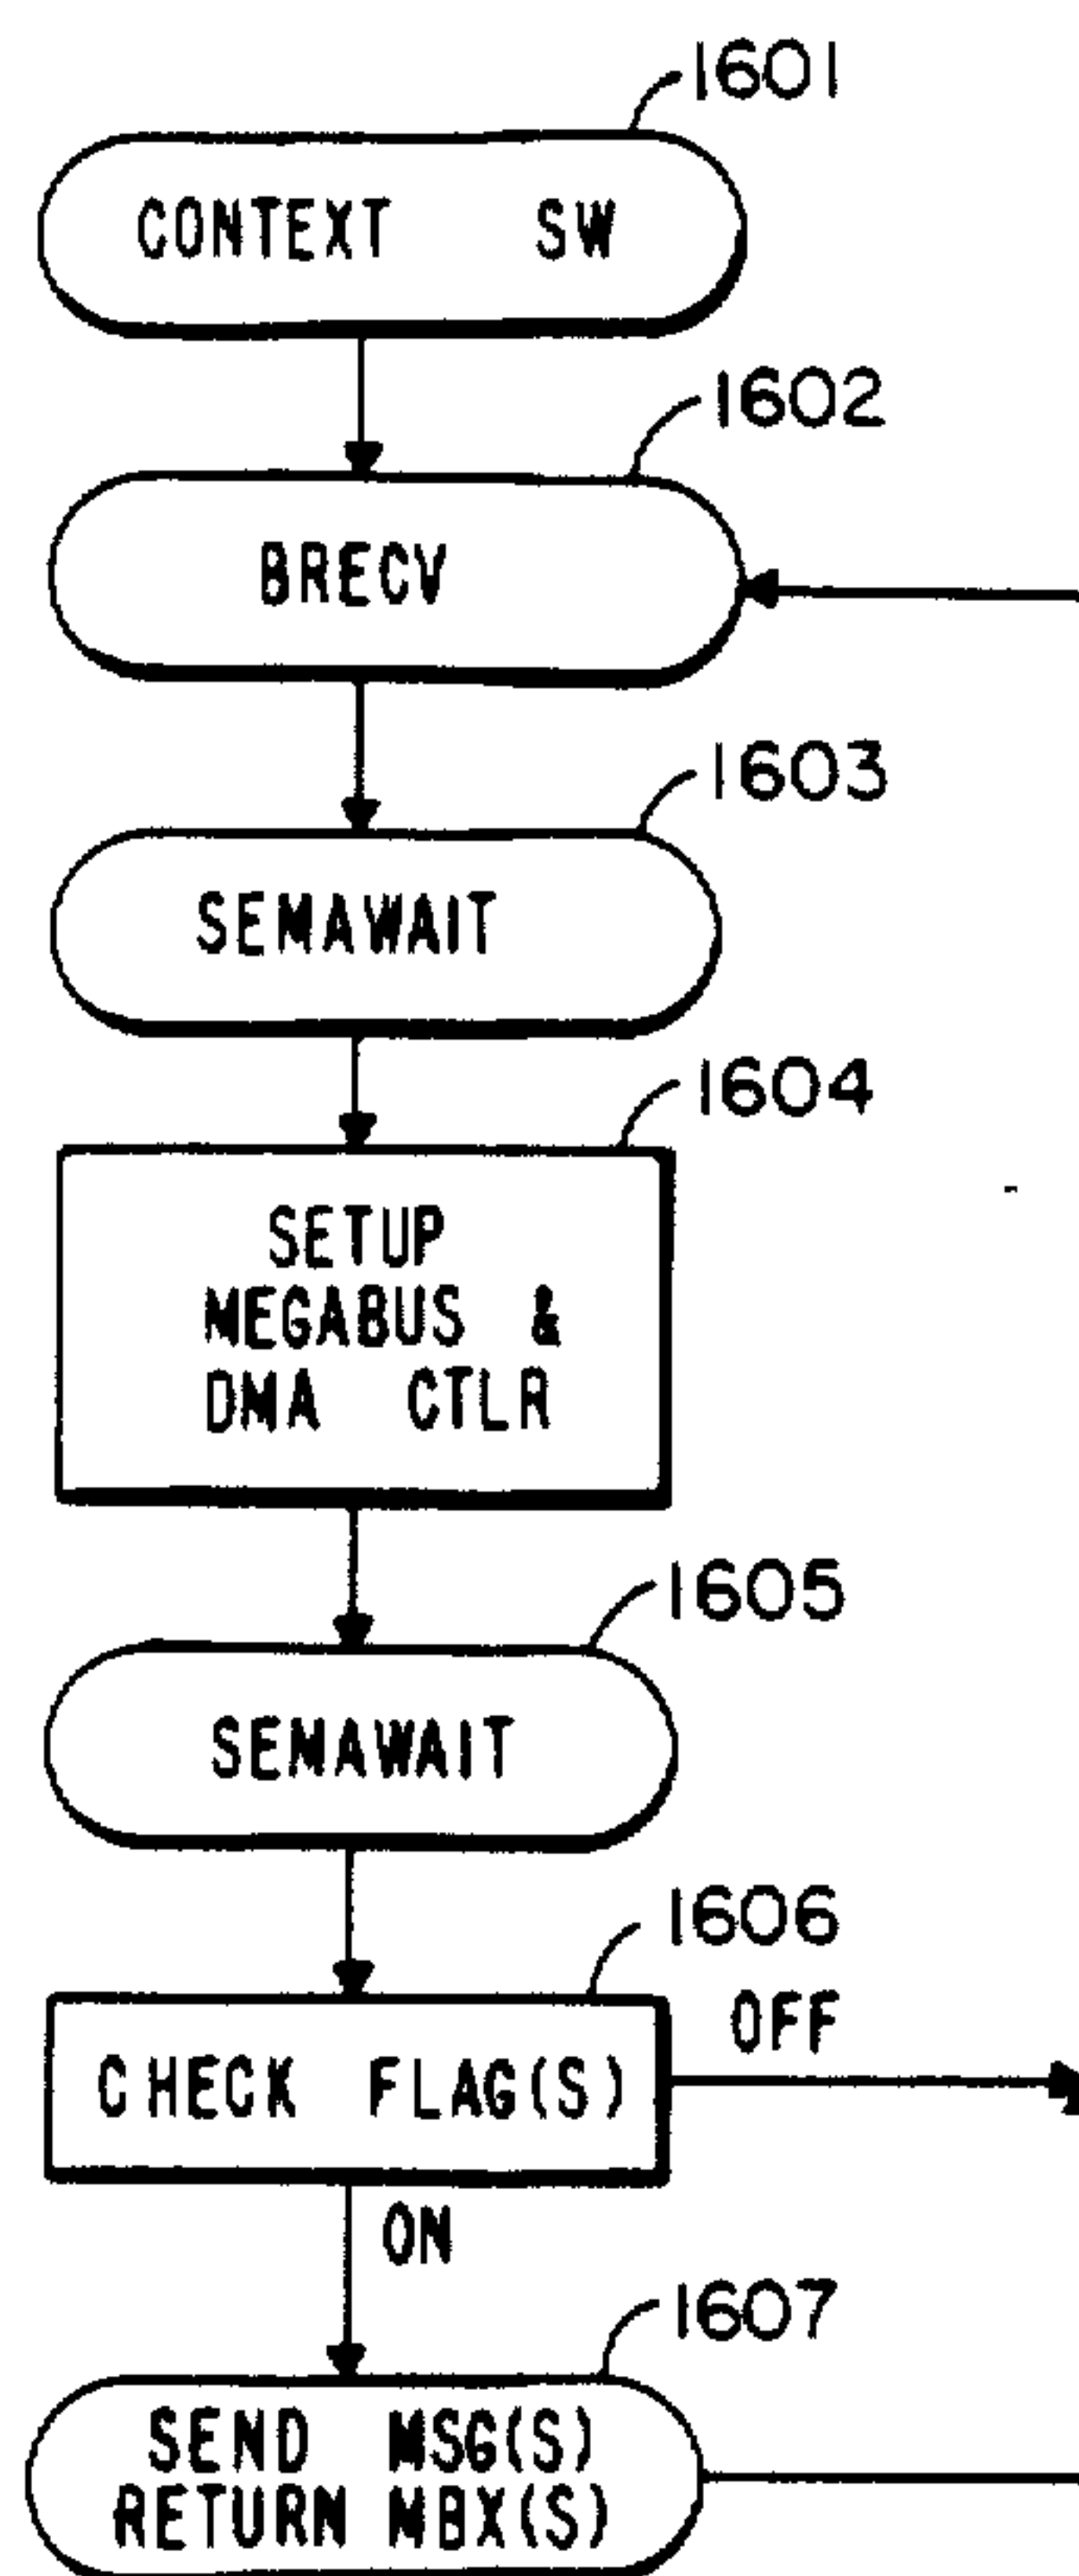 1601
CONTEXT SW
1602
BRECV
1603
SEMAWAIT
1604
SETUP
MEGABUS &
DMA CTLR
1605
SEMAWAIT
1606
CHECK FLAG(S)
OFF
ON
1607
SEND MSG(S)
RETURN MBX(S)